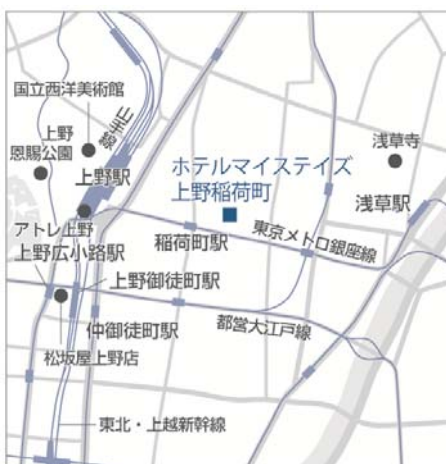 国立西洋美術館
山手線
上野
恩賜公園
上野駅
浅草寺
ホテルマイステイズ
上野稲荷町
浅草駅
アトレ上野
稲荷町駅
東京メトロ銀座線
上野広小路駅
上野御徒町駅
仲御徒町駅
都営大江戸線
松坂屋上野店
東北・上越新幹線